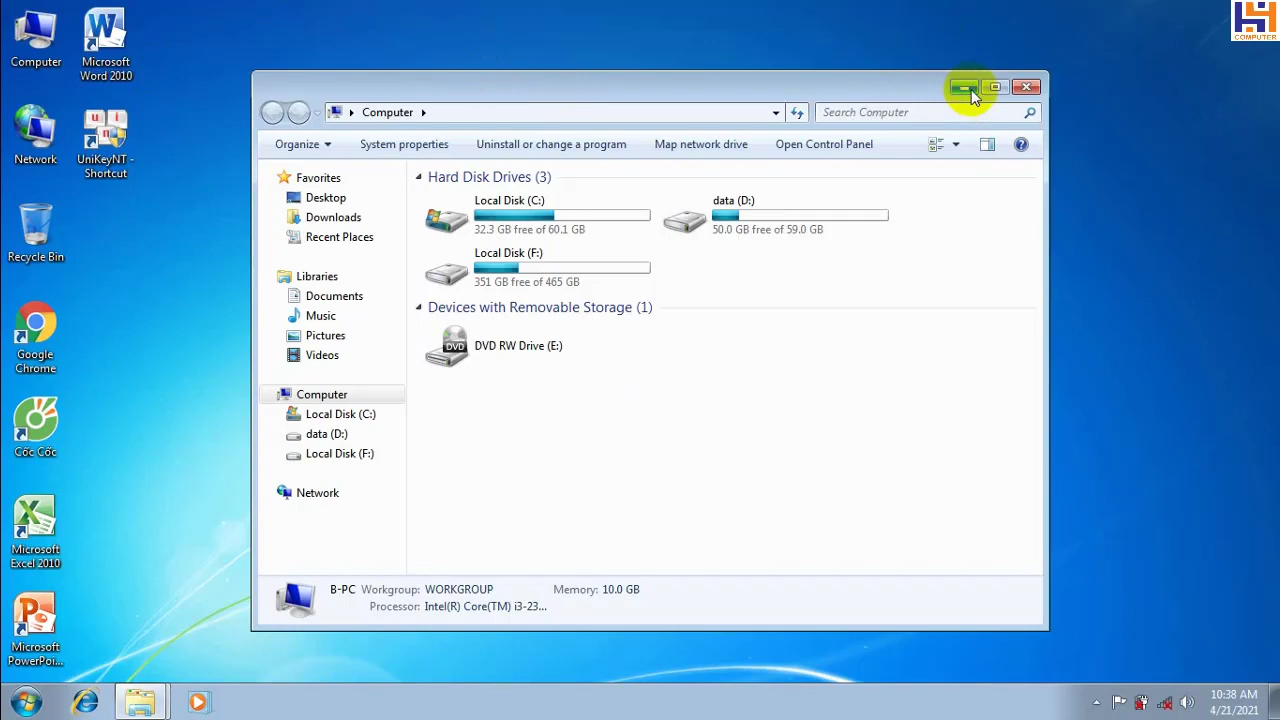 Computer
Microsoft
Word 2010
Network
UniKeyNT -
Shortcut
Recycle Bin
Google
Chrome
Cốc Cốc
Microsoft
Excel 2010
Microsoft
PowerPoi...
COMPUTER
Computer
Search Computer
Organize
System properties
Uninstall or change a program
Map network drive
Open Control Panel
Favorites
Desktop
Downloads
Recent Places
Libraries
Documents
Music
Pictures
Videos
Computer
Local Disk (C:)
data (D:)
Local Disk (F:)
Network
Hard Disk Drives (3)
Local Disk (C:)
32.3 GB free of 60.1 GB
data (D:)
50.0 GB free of 59.0 GB
Local Disk (F:)
351 GB free of 465 GB
Devices with Removable Storage (1)
DVD
DVD RW Drive (E:)
B-PC Workgroup: WORKGROUP Memory: 10.0 GB
Processor: Intel(R) Core(TM) i3-23...
10:38 AM
4/21/2021